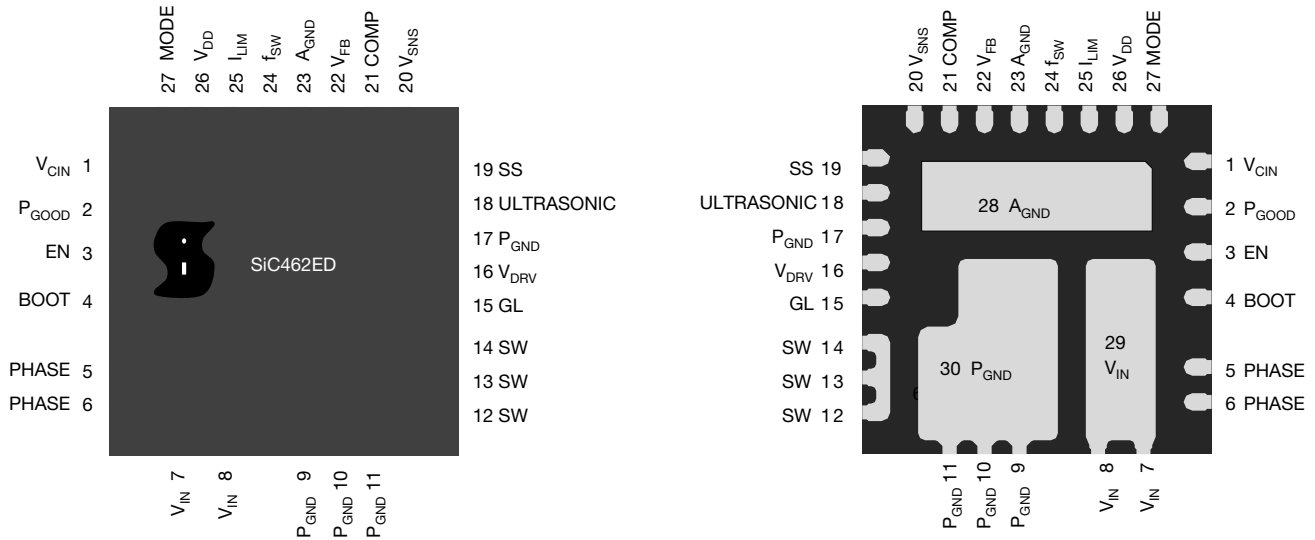 27 MODE
26 VDD
25 ILIM
24 fSW
23 AGND
22 VFB
21 COMP
20 VSNS
VCIN 1
PGOOD 2
EN 3
BOOT 4
PHASE 5
PHASE 6
SiC462ED
19 SS
18 ULTRASONIC
17 PGND
16 VDRV
15 GL
14 SW
13 SW
12 SW
VIN 7
VIN 8
PGND 9
PGND 10
PGND 11
20 VSNS
21 COMP
22 VFB
23 AGND
24 fSW
25 ILIM
26 VDD
27 MODE
SS 19
ULTRASONIC 18
PGND 17
VDRV 16
GL 15
SW 14
SW 13
SW 12
28 AGND
30 PGND
29
VIN
1 VCIN
2 PGOOD
3 EN
4 BOOT
5 PHASE
6 PHASE
PGND 11
PGND 10
PGND 9
VIN 8
VIN 7